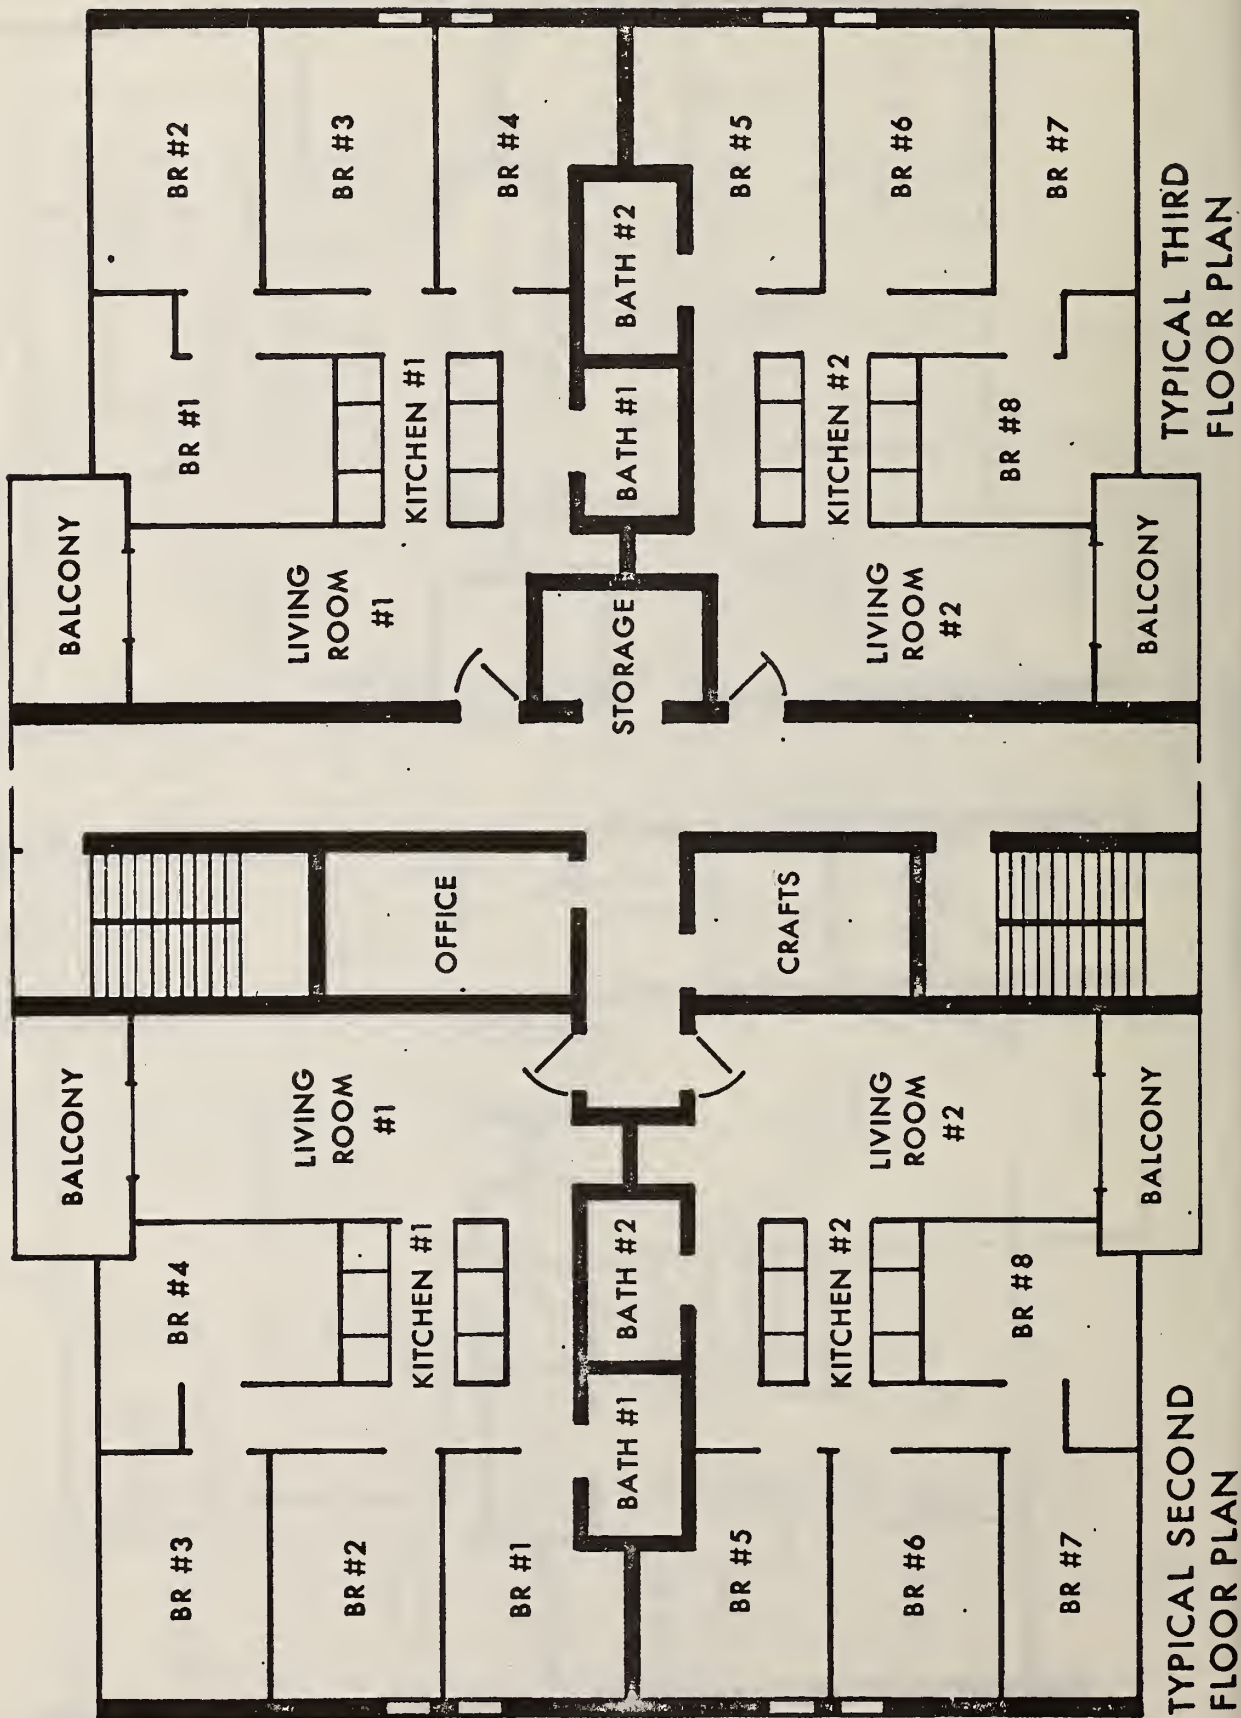 BALCONY
BALCONY
BR #3
BR #4
BR #1
BR #2
BR #2
LIVING
ROOM
#1
LIVING
ROOM
#1
BR #3
KITCHEN #1
OFFICE
KITCHEN #1
BR #1
BR #4
BATH #1
BATH #2
STORAGE
BATH #1
BATH #2
BR #5
CRAFTS
BR #5
KITCHEN #2
KITCHEN #2
BR #6
LIVING
ROOM
#2
LIVING
ROOM
#2
BR #6
BR #8
BR #8
BR #7
BR #7
BALCONY
BALCONY
TYPICAL SECOND
FLOOR PLAN
TYPICAL THIRD
FLOOR PLAN